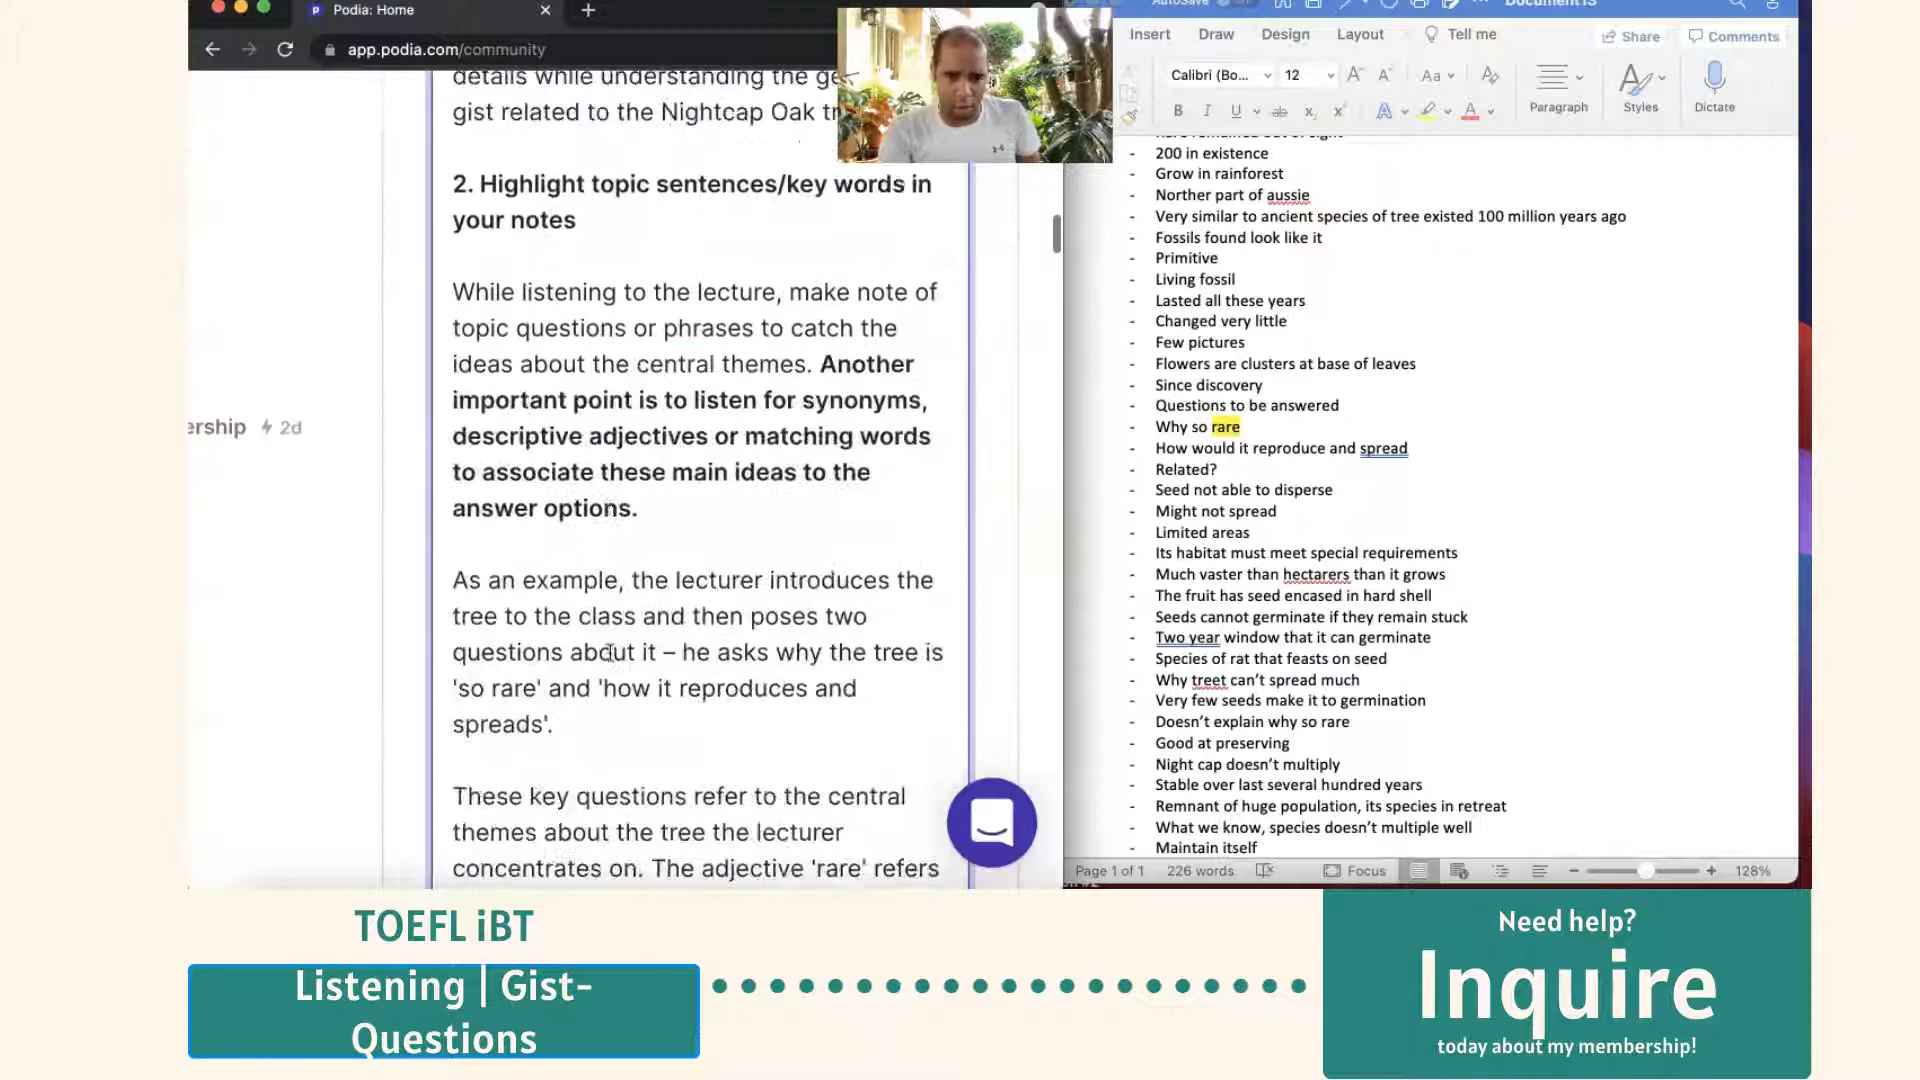 Podia: Home
app.podia.com/community
details while understanding the
gist related to the Nightcap Oak
2. Highlight topic sentences/key words in
your notes
While listening to the lecture, make note of
topic questions or phrases to catch the
ideas about the central themes. Another
important point is to listen for synonyms,
descriptive adjectives or matching words
to associate these main ideas to the
answer options.
As an example, the lecturer introduces the
tree to the class and then poses two
questions about it – he asks why the tree is
'so rare' and 'how it reproduces and
spreads'.
These key questions refer to the central
themes about the tree the lecturer
concentrates on. The adjective 'rare' refers
ership 2d
AutoSave
Document13
Insert Draw Design Layout Tell me Share Comments
Calibri (Bo... 12 Aa
B I U ab x x A A
Paragraph Styles Dictate
- 200 in existence
- Grow in rainforest
- Norther part of aussie
- Very similar to ancient species of tree existed 100 million years ago
- Fossils found look like it
- Primitive
- Living fossil
- Lasted all these years
- Changed very little
- Few pictures
- Flowers are clusters at base of leaves
- Since discovery
- Questions to be answered
- Why so rare
- How would it reproduce and spread
- Related?
- Seed not able to disperse
- Might not spread
- Limited areas
- Its habitat must meet special requirements
- Much vaster than hectarers than it grows
- The fruit has seed encased in hard shell
- Seeds cannot germinate if they remain stuck
- Two year window that it can germinate
- Species of rat that feasts on seed
- Why treet can't spread much
- Very few seeds make it to germination
- Doesn't explain why so rare
- Good at preserving
- Night cap doesn't multiply
- Stable over last several hundred years
- Remnant of huge population, its species in retreat
- What we know, species doesn't multiple well
- Maintain itself
Page 1 of 1 226 words Focus 128%
TOEFL iBT
Listening | Gist-
Questions
Need help?
Inquire
today about my membership!